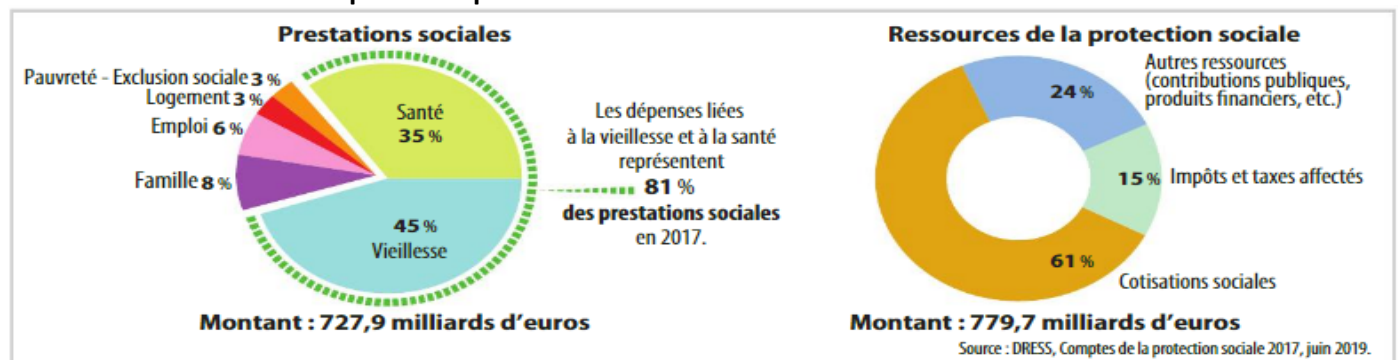 Prestations sociales
Pauvreté - Exclusion sociale 3 %
Logement 3 %
Emploi 6 %
Famille 8 %
Santé
35 %
45 %
Vieillesse
Les dépenses liées
à la vieillesse et à la santé
représentent
81 %
des prestations sociales
en 2017.
Montant : 727,9 milliards d'euros
Ressources de la protection sociale
Autres ressources
(contributions publiques,
produits financiers, etc.)
24 %
15 % Impôts et taxes affectés
61 %
Cotisations sociales
Montant : 779,7 milliards d'euros
Source : DRESS, Comptes de la protection sociale 2017, juin 2019.